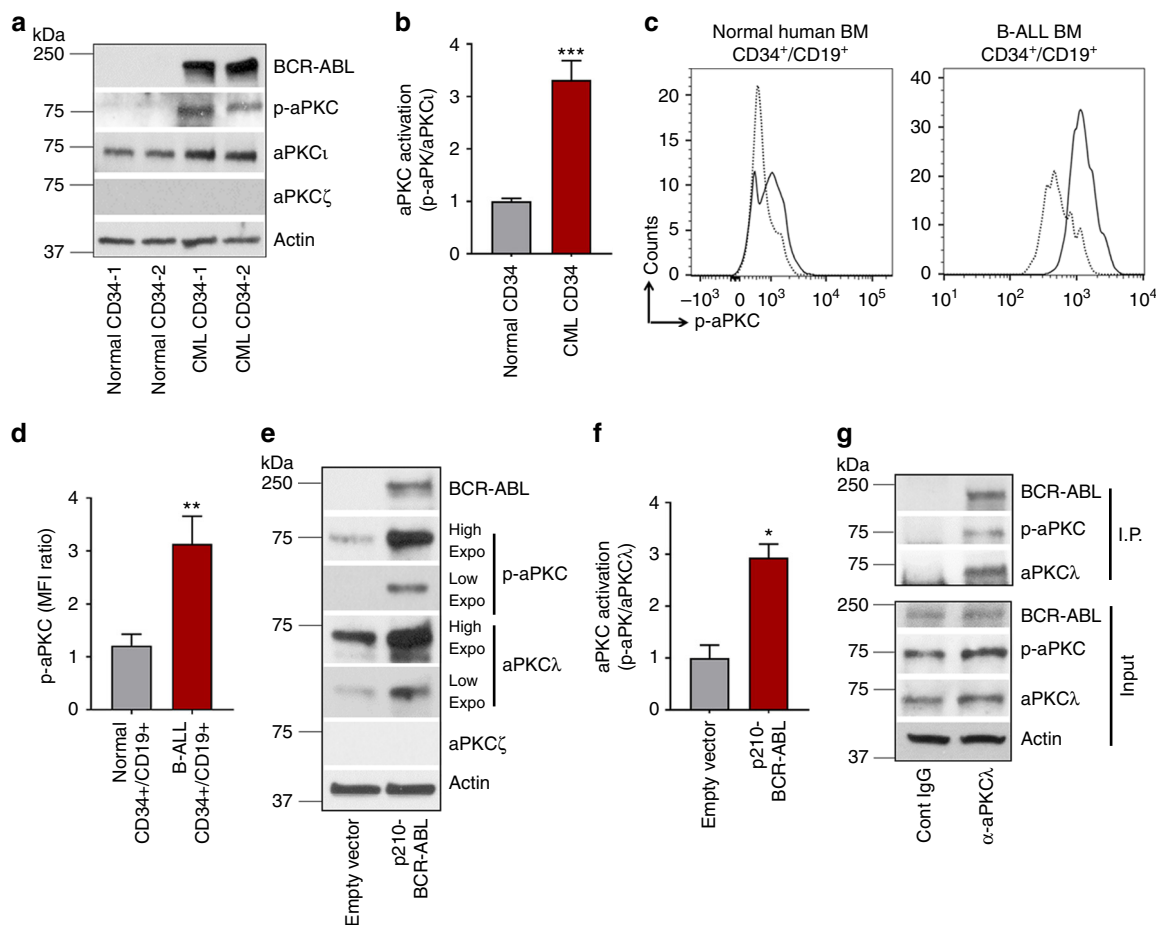 a
kDa
250
75
75
75
37
BCR-ABL
p-aPKC
aPKCι
aPKCζ
Actin
Normal CD34-1
Normal CD34-2
CML CD34-1
CML CD34-2
b
aPKC activation
(p-aPK/aPKCι)
4
3
2
1
0
***
Normal CD34
CML CD34
c
Normal human BM
CD34+/CD19+
B-ALL BM
CD34+/CD19+
20
15
10
5
0
−10³ 0 10³ 10⁴ 10⁵
40
30
20
10
0
10¹ 10² 10³ 10⁴
Counts
p-aPKC
d
p-aPKC (MFI ratio)
4
3
2
1
0
**
Normal
CD34+/CD19+
B-ALL
CD34+/CD19+
e
kDa
250
75
75
75
37
BCR-ABL
High
Expo
Low
Expo
p-aPKC
High
Expo
Low
Expo
aPKCλ
aPKCζ
Actin
Empty vector
p210-
BCR-ABL
f
aPKC activation
(p-aPK/aPKCλ)
4
3
2
1
0
*
Empty vector
p210-
BCR-ABL
g
kDa
250
75
75
BCR-ABL
p-aPKC
aPKCλ
I.P.
250
75
75
37
BCR-ABL
p-aPKC
aPKCλ
Actin
Input
Cont IgG
α-aPKCλ